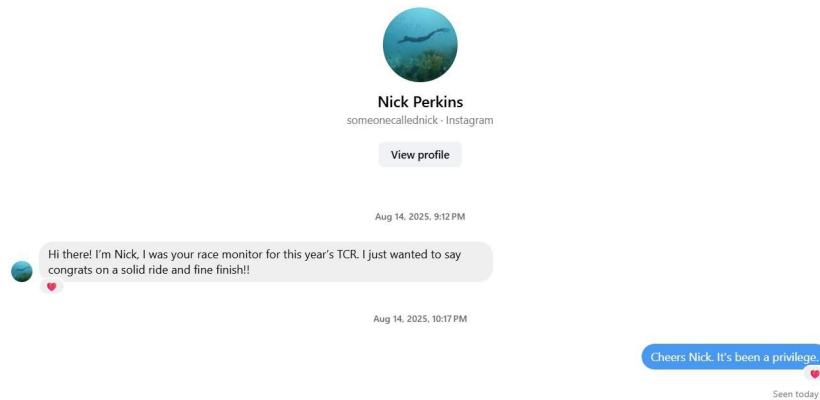 Nick Perkins
someonecallednick · Instagram
View profile
Aug 14, 2025, 9:12 PM
Hi there! I'm Nick, I was your race monitor for this year's TCR. I just wanted to say
congrats on a solid ride and fine finish!!
Aug 14, 2025, 10:17 PM
Cheers Nick. It's been a privilege.
Seen today